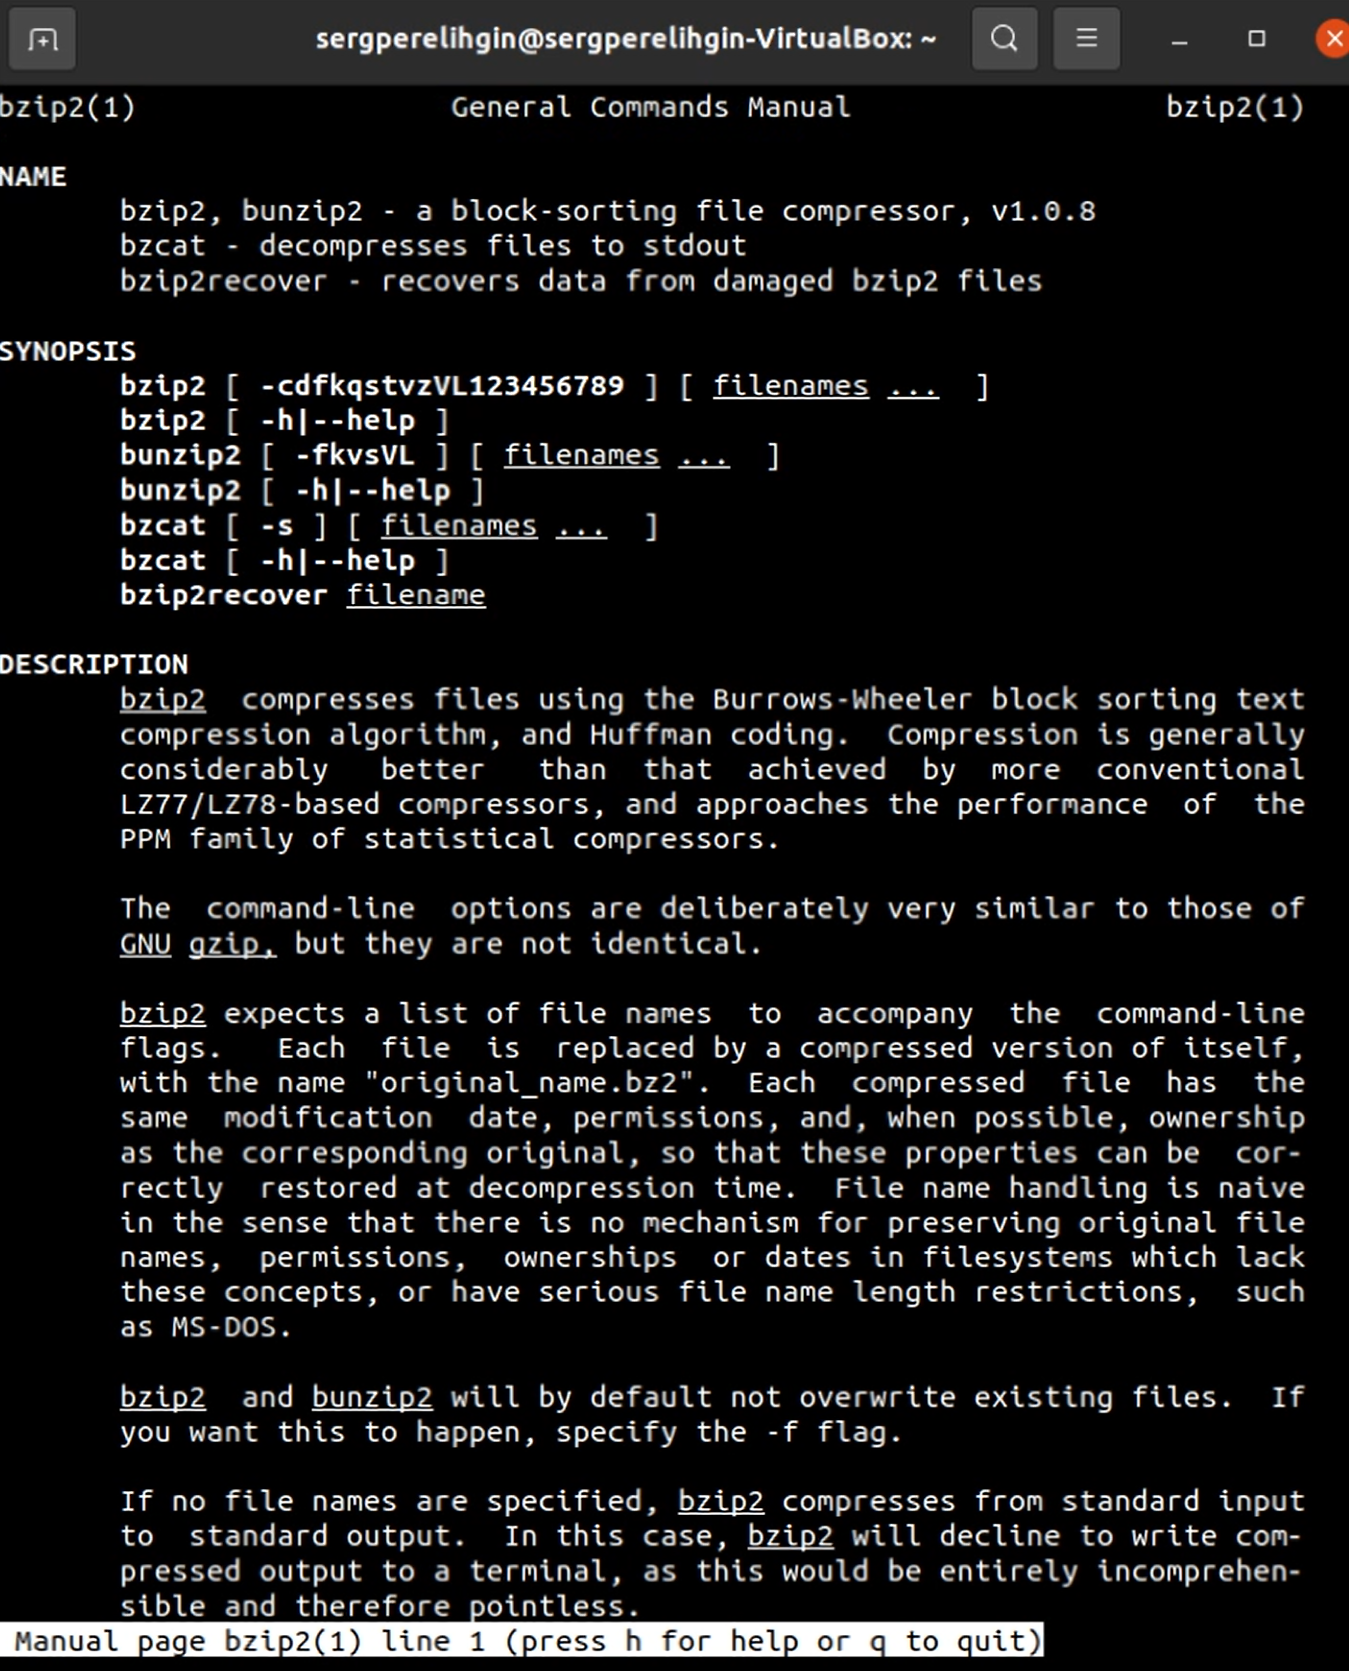 sergperelihgin@sergperelihgin-VirtualBox: ~
bzip2(1) General Commands Manual bzip2(1)
NAME
bzip2, bunzip2 - a block-sorting file compressor, v1.0.8
bzcat - decompresses files to stdout
bzip2recover - recovers data from damaged bzip2 files
SYNOPSIS
bzip2 [ -cdfkqstvzVL123456789 ] [ filenames ... ]
bzip2 [ -h|--help ]
bunzip2 [ -fkvsVL ] [ filenames ... ]
bunzip2 [ -h|--help ]
bzcat [ -s ] [ filenames ... ]
bzcat [ -h|--help ]
bzip2recover filename
DESCRIPTION
bzip2 compresses files using the Burrows-Wheeler block sorting text
compression algorithm, and Huffman coding. Compression is generally
considerably better than that achieved by more conventional
LZ77/LZ78-based compressors, and approaches the performance of the
PPM family of statistical compressors.
The command-line options are deliberately very similar to those of
GNU gzip, but they are not identical.
bzip2 expects a list of file names to accompany the command-line
flags. Each file is replaced by a compressed version of itself,
with the name "original_name.bz2". Each compressed file has the
same modification date, permissions, and, when possible, ownership
as the corresponding original, so that these properties can be cor-
rectly restored at decompression time. File name handling is naive
in the sense that there is no mechanism for preserving original file
names, permissions, ownerships or dates in filesystems which lack
these concepts, or have serious file name length restrictions, such
as MS-DOS.
bzip2 and bunzip2 will by default not overwrite existing files. If
you want this to happen, specify the -f flag.
If no file names are specified, bzip2 compresses from standard input
to standard output. In this case, bzip2 will decline to write com-
pressed output to a terminal, as this would be entirely incomprehen-
sible and therefore pointless.
Manual page bzip2(1) line 1 (press h for help or q to quit)